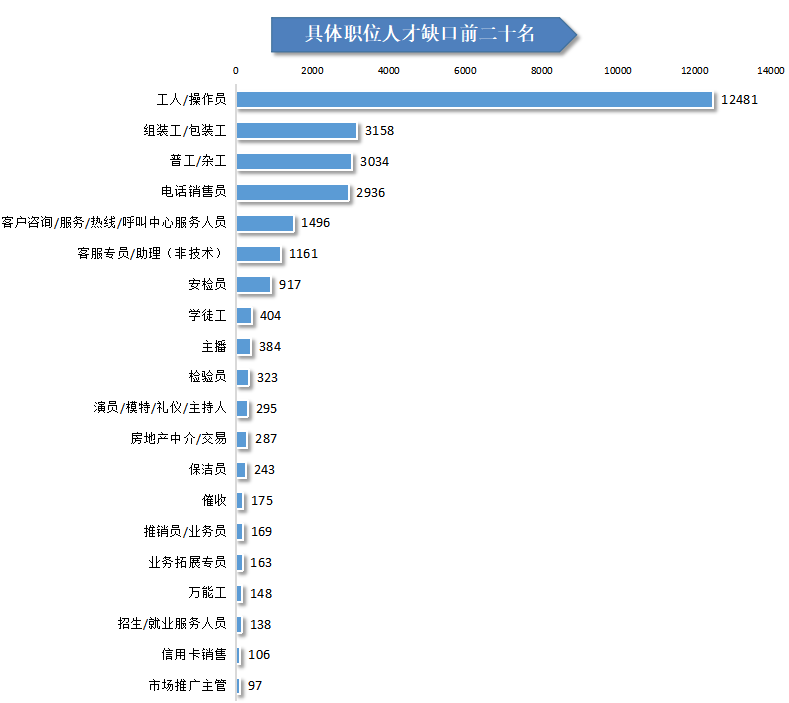 具体职位人才缺口前二十名
0 2000 4000 6000 8000 10000 12000 14000
工人/操作员 12481
组装工/包装工 3158
普工/杂工 3034
电话销售员 2936
客户咨询/服务/热线/呼叫中心服务人员 1496
客服专员/助理（非技术） 1161
安检员 917
学徒工 404
主播 384
检验员 323
演员/模特/礼仪/主持人 295
房地产中介/交易 287
保洁员 243
催收 175
推销员/业务员 169
业务拓展专员 163
万能工 148
招生/就业服务人员 138
信用卡销售 106
市场推广主管 97